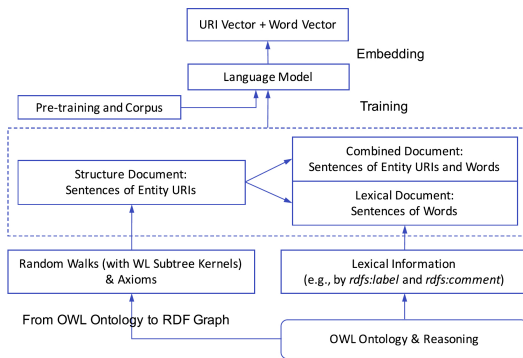 URI Vector + Word Vector
Embedding
Language Model
Pre-training and Corpus
Training
Combined Document:
Sentences of Entity URIs and Words
Structure Document:
Sentences of Entity URIs
Lexical Document:
Sentences of Words
Random Walks (with WL Subtree Kernels)
& Axioms
Lexical Information
(e.g., by rdfs:label and rdfs:comment)
From OWL Ontology to RDF Graph
OWL Ontology & Reasoning